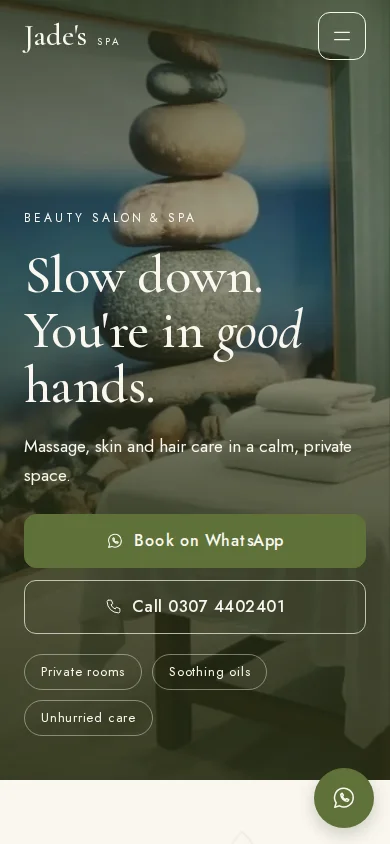 Jade's SPA
BEAUTY SALON & SPA
Slow down.
You're in good
hands.
Massage, skin and hair care in a calm, private
space.
Book on WhatsApp
Call 0307 4402401
Private rooms
Soothing oils
Unhurried care